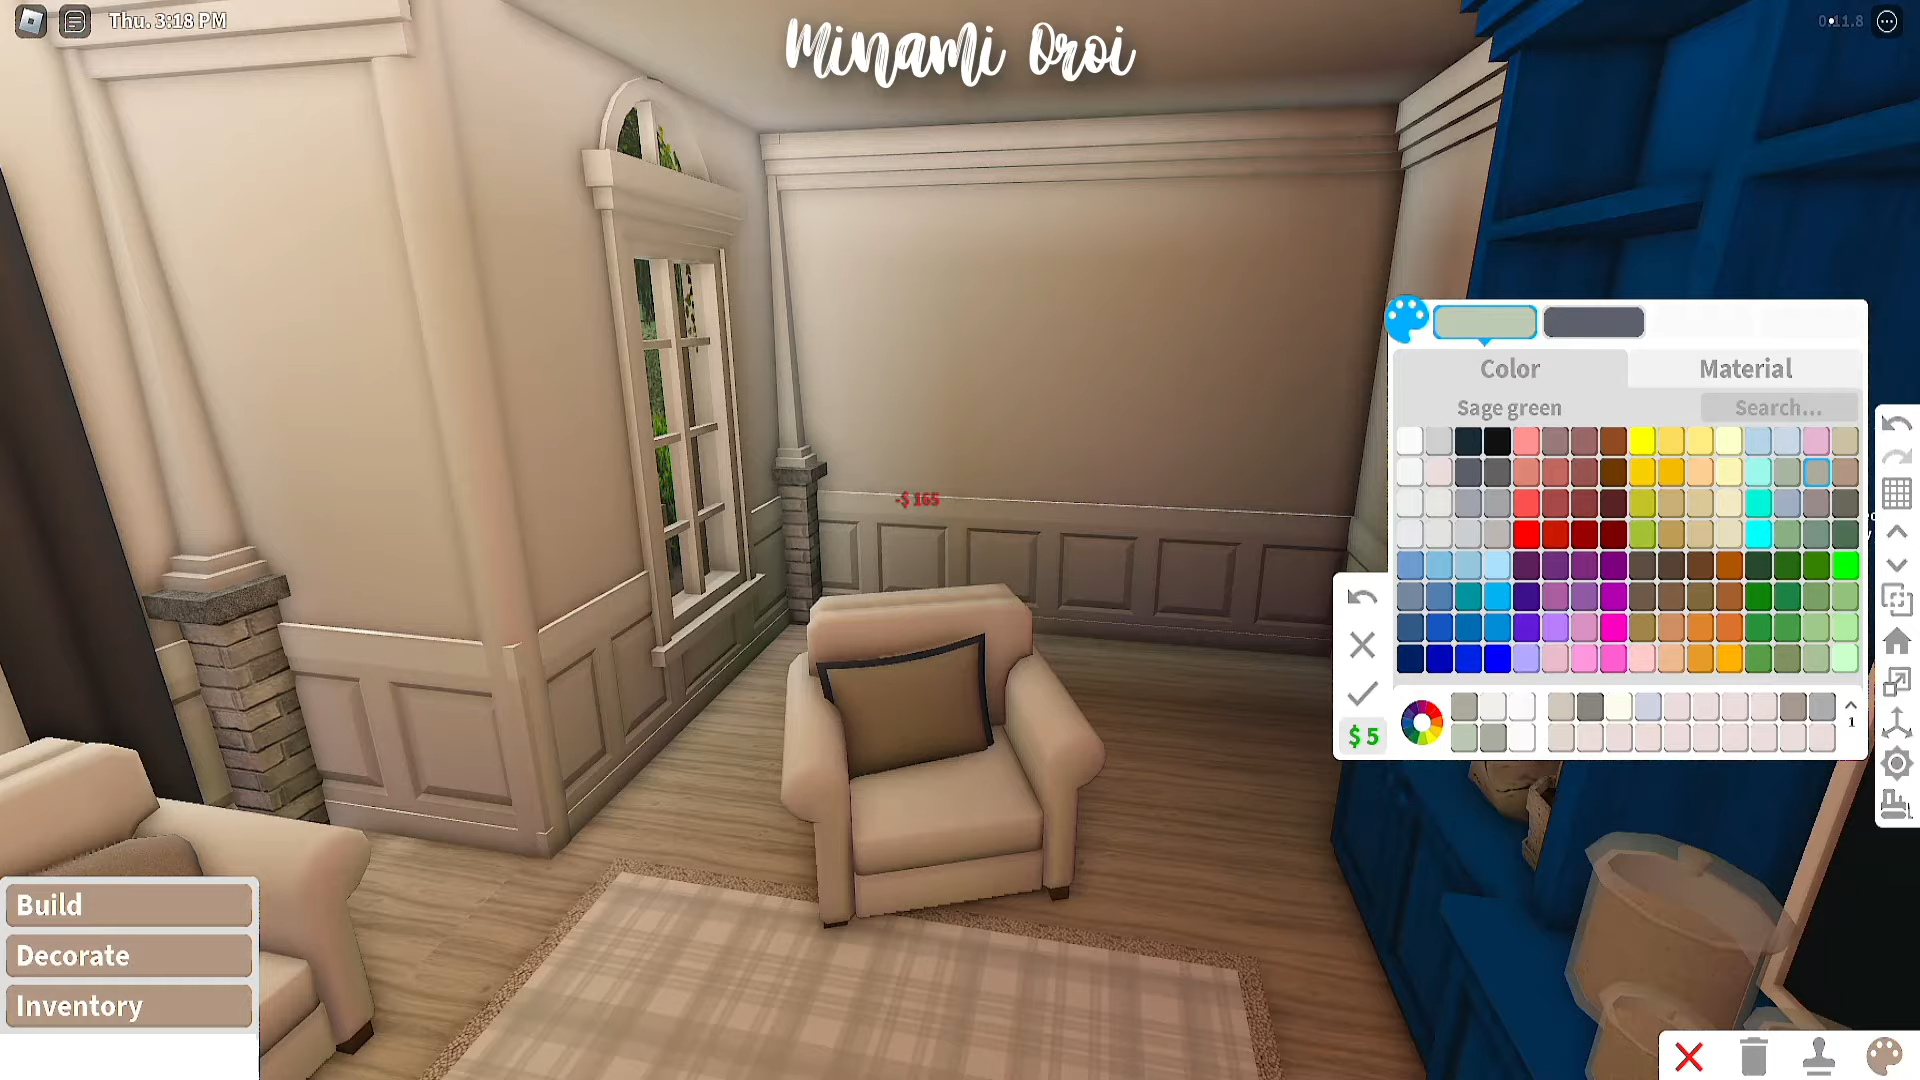 Thu. 3:18 PM
Minami Oroi
Color
Material
Sage green
Search...
-$ 165
$ 5
1
Build
Decorate
Inventory